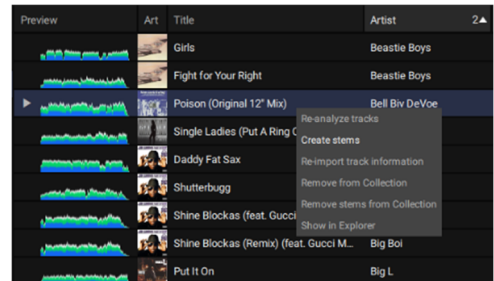 Preview Art Title Artist 2
Girls Beastie Boys
Fight for Your Right Beastie Boys
Poison (Original 12" Mix) Bell Biv DeVoe
Re-analyze tracks
Single Ladies (Put A Ring O
Create stems
Daddy Fat Sax
Re-import track information
Shutterbugg
Remove from Collection
Remove stems from Collection
Shine Blockas (feat. Gucci
Show in Explorer
Shine Blockas (Remix) (feat. Gucci M... Big Boi
Put It On Big L